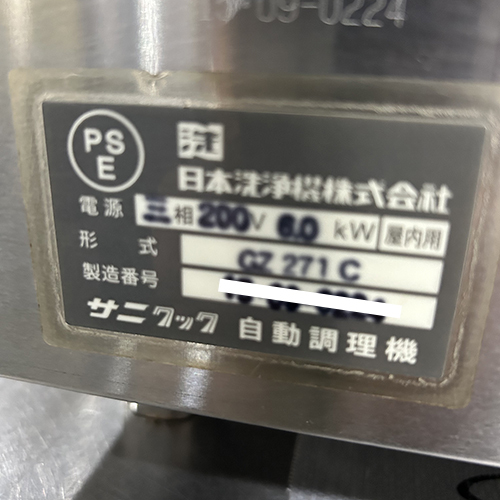 15-09-0224
PS
E
日本洗浄機株式会社
電源 三相 200V 6.0 kW 屋内用
形式 GZ 271 C
製造番号
サニクック 自動調理機